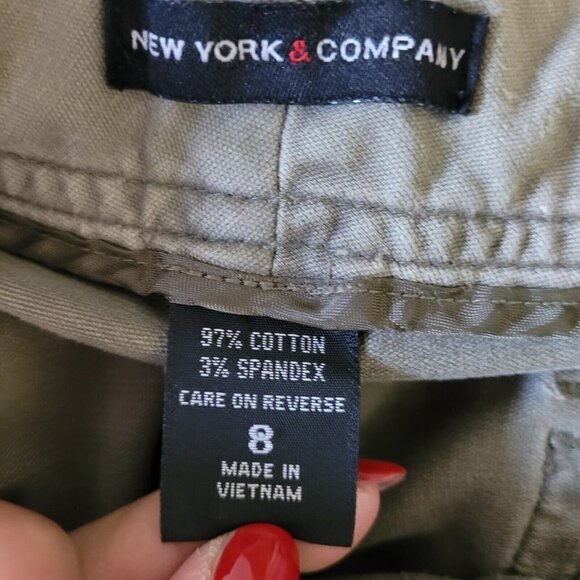 NEW YORK & COMPANY
97% COTTON
3% SPANDEX
CARE ON REVERSE
8
MADE IN
VIETNAM